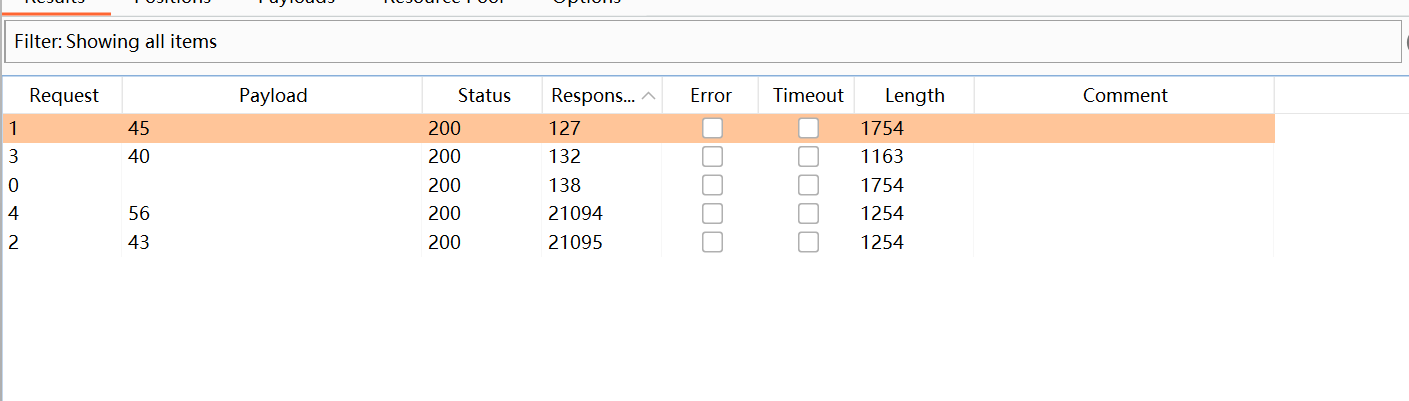 Results Positions Payloads Resource Pool Options
Filter: Showing all items
Request Payload Status Respons... Error Timeout Length Comment
1 45 200 127 1754
3 40 200 132 1163
0 200 138 1754
4 56 200 21094 1254
2 43 200 21095 1254